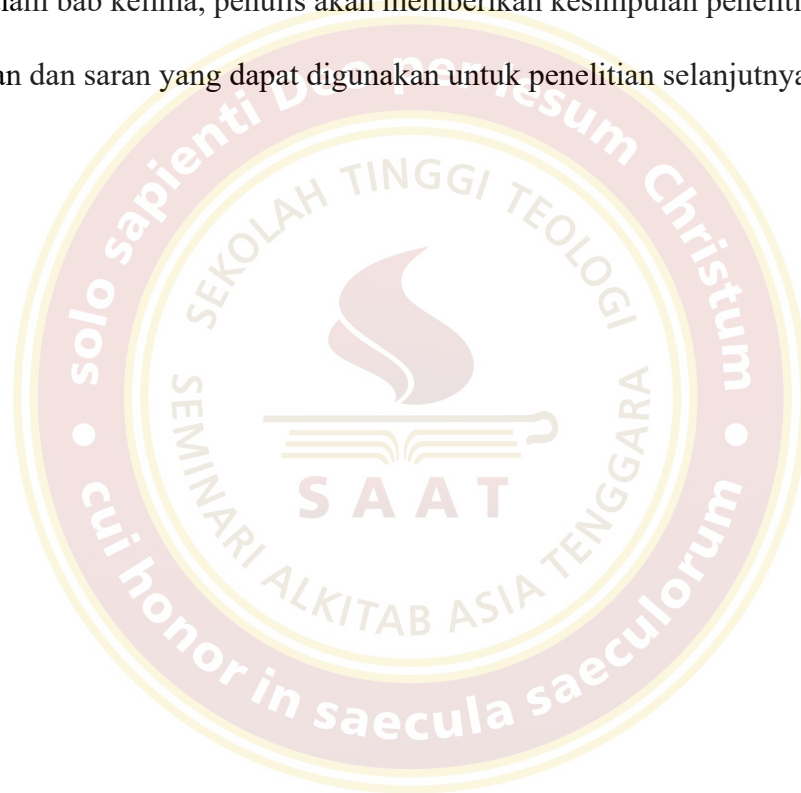 dam bab kelima, penulis akan memberikan kesimpulan peneliti
an dan saran yang dapat digunakan untuk penelitian selanjutnya
solo sapienti Deo per Iesum Christum
SEKOLAH TINGGI TEOLOGI
SEMINARI ALKITAB ASIA TENGGARA
SAAT
cui honor in saecula saeculorum